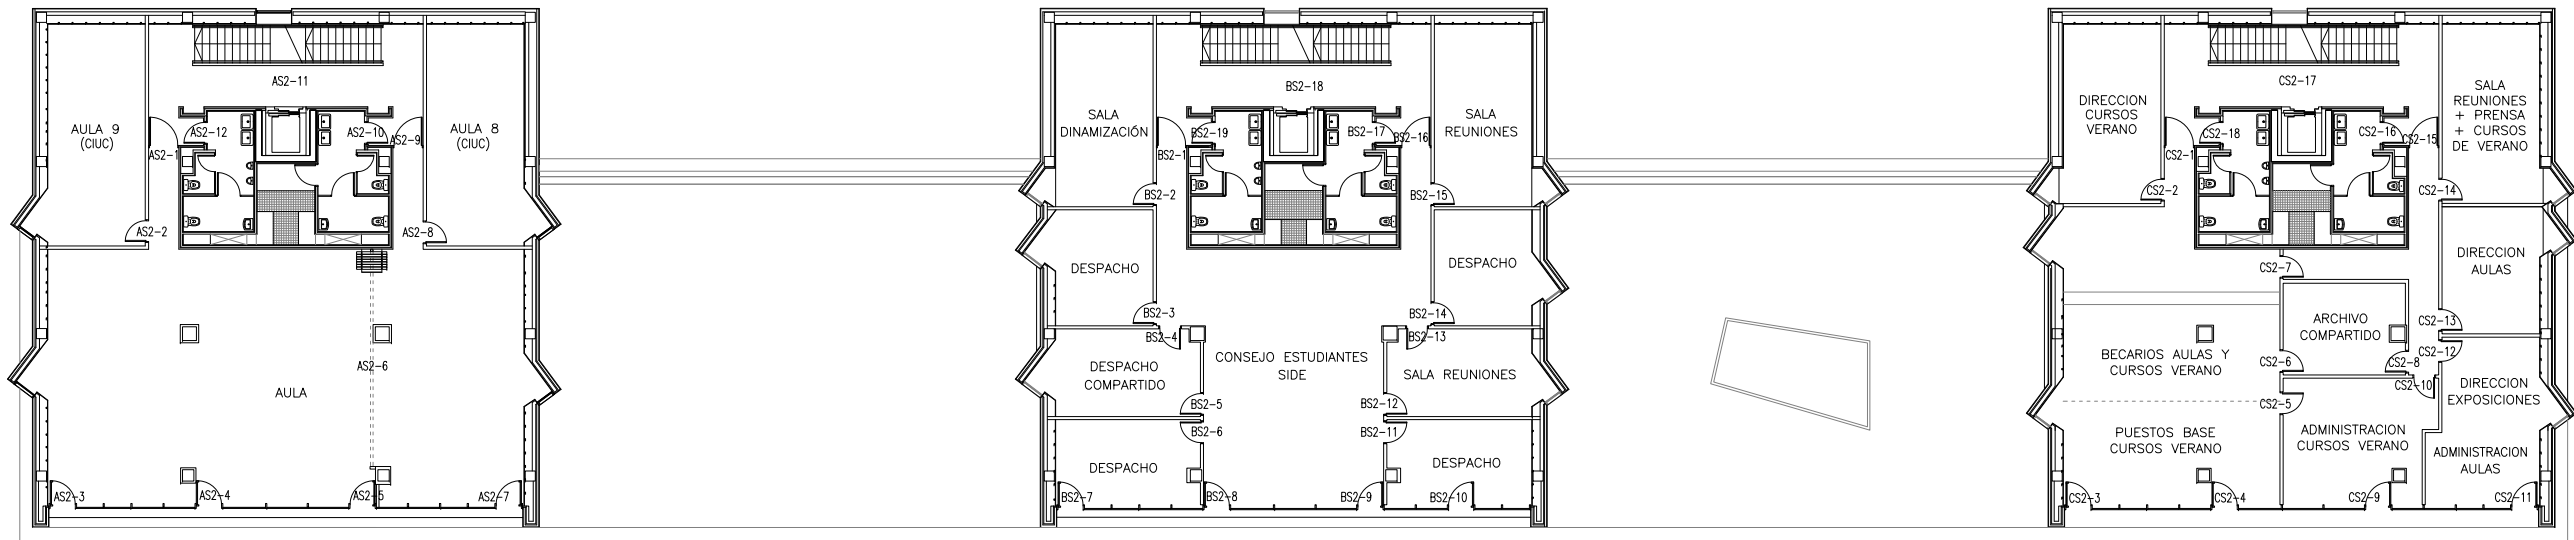 AS2-11
AULA 9
(CIUC)
AS2-12
AS2-10
AS2-9
AULA 8
(CIUC)
AS2-1
AS2-2
AS2-8
AS2-6
AULA
AS2-3
AS2-4
AS2-5
AS2-7
BS2-18
SALA
DINAMIZACIÓN
BS2-19
BS2-17
BS2-16
SALA
REUNIONES
BS2-1
BS2-2
BS2-15
DESPACHO
DESPACHO
BS2-3
BS2-14
BS2-4
BS2-13
DESPACHO
COMPARTIDO
CONSEJO ESTUDIANTES
SIDE
SALA REUNIONES
BS2-5
BS2-12
BS2-6
BS2-11
DESPACHO
DESPACHO
BS2-7
BS2-8
BS2-9
BS2-10
CS2-17
DIRECCION
CURSOS
VERANO
SALA
REUNIONES
+ PRENSA
+ CURSOS
DE VERANO
CS2-18
CS2-16
CS2-15
CS2-1
CS2-2
CS2-14
CS2-7
DIRECCION
AULAS
ARCHIVO
COMPARTIDO
CS2-13
BECARIOS AULAS Y
CURSOS VERANO
CS2-6
CS2-8
CS2-12
CS2-10
DIRECCION
EXPOSICIONES
CS2-5
PUESTOS BASE
CURSOS VERANO
ADMINISTRACION
CURSOS VERANO
ADMINISTRACION
AULAS
CS2-3
CS2-4
CS2-9
CS2-11